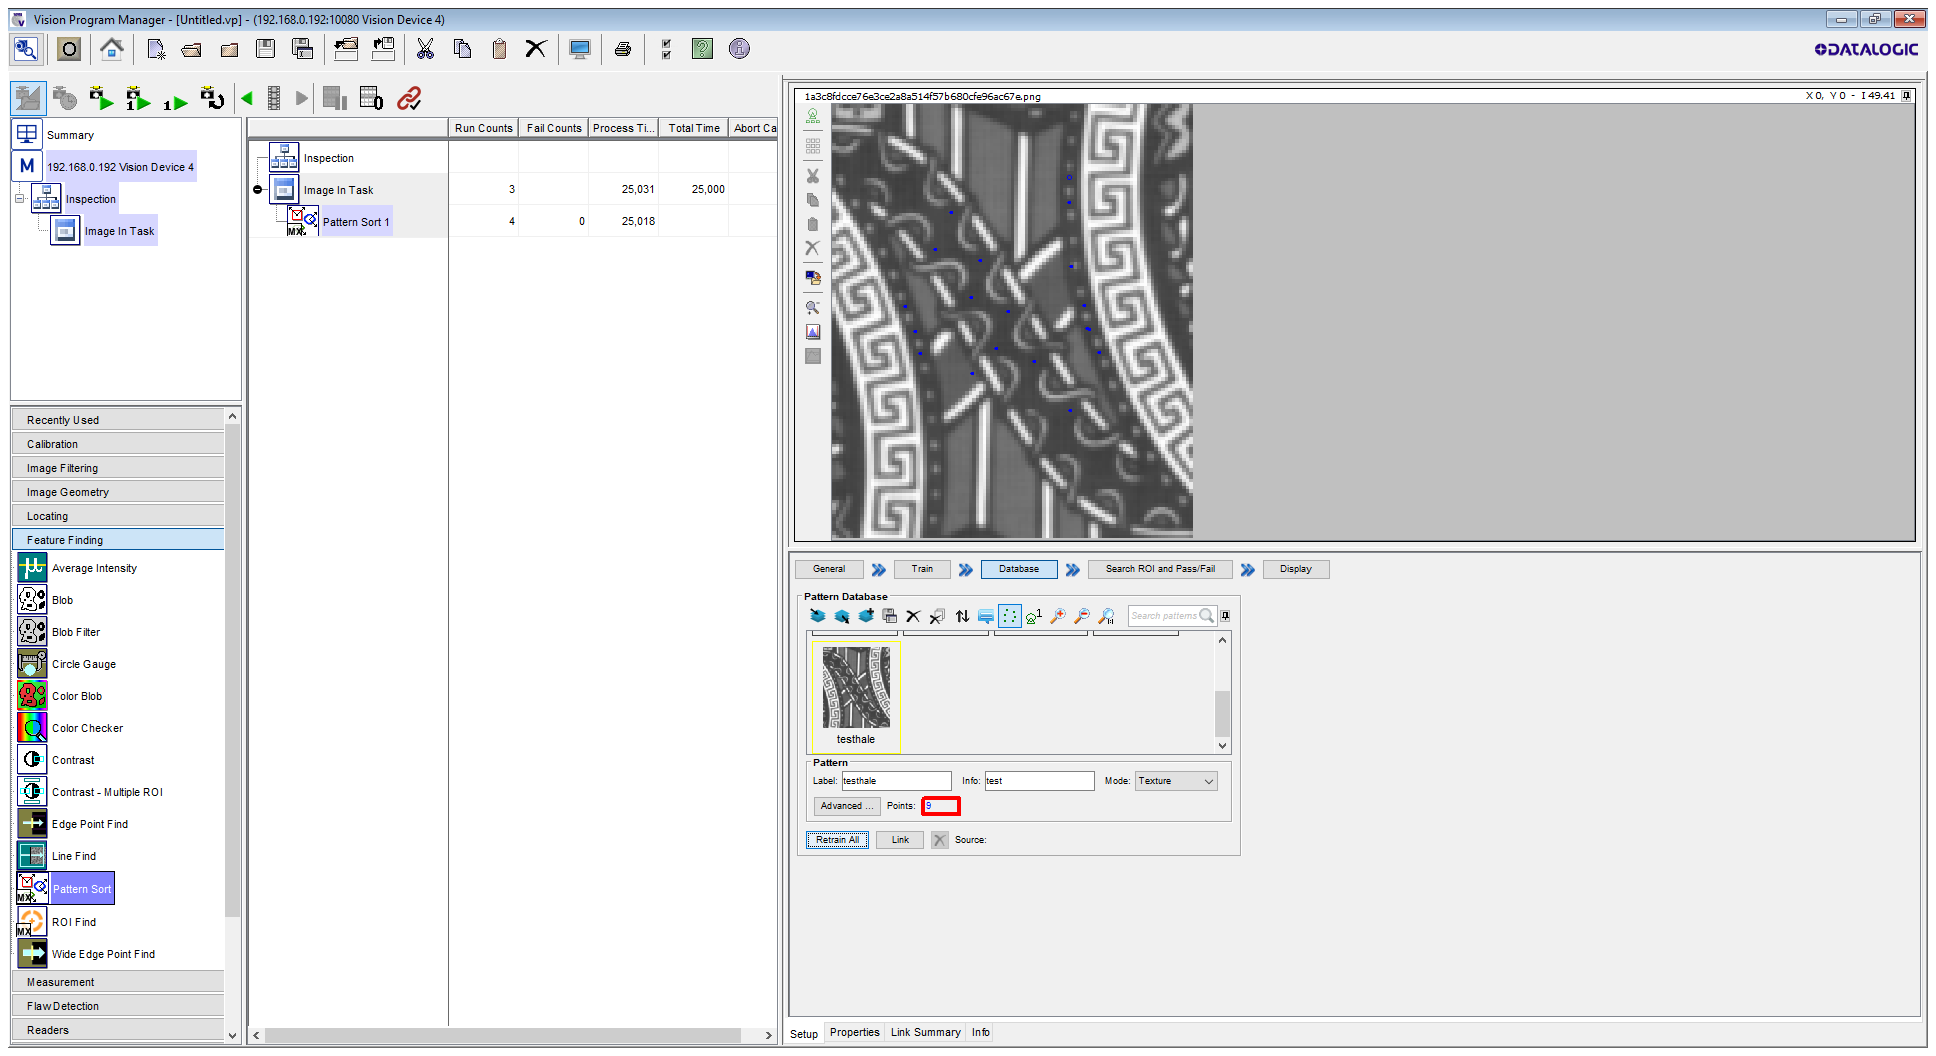 Vision Program Manager - [Untitled.vp] - (192.168.0.192:10080 Vision Device 4)
DATALOGIC
Summary
M
192.168.0.192 Vision Device 4
Inspection
Image In Task
Recently Used
Calibration
Image Filtering
Image Geometry
Locating
Feature Finding
Average Intensity
Blob
Blob Filter
Circle Gauge
Color Blob
Color Checker
Contrast
Contrast - Multiple ROI
Edge Point Find
Line Find
Pattern Sort
ROI Find
Wide Edge Point Find
Measurement
Flaw Detection
Readers
Run Counts Fail Counts Process Ti... Total Time Abort Ca
Inspection
Image In Task 3 25,031 25,000
Pattern Sort 1 4 0 25,018
1a3c8fdcce76e3ce2a8a514f57b680cfe96ac67e.png
X 0, Y 0 - I 49.41
General Train Database Search ROI and Pass/Fail Display
Pattern Database
Search patterns
testhale
Pattern
Label: testhale Info: test Mode: Texture
Advanced ... Points: 9
Retrain All Link Source:
Setup Properties Link Summary Info